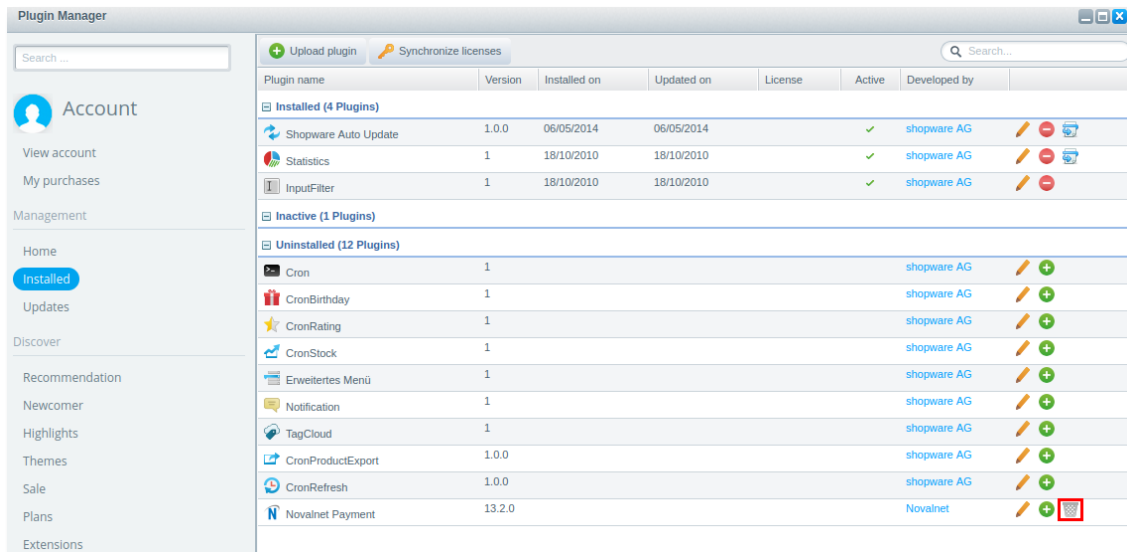 Plugin Manager
Search ...
Account
View account
My purchases
Management
Home
Installed
Updates
Discover
Recommendation
Newcomer
Highlights
Themes
Sale
Plans
Extensions
Upload plugin Synchronize licenses Search...
Plugin name Version Installed on Updated on License Active Developed by
Installed (4 Plugins)
Shopware Auto Update 1.0.0 06/05/2014 06/05/2014 shopware AG
Statistics 1 18/10/2010 18/10/2010 shopware AG
InputFilter 1 18/10/2010 18/10/2010 shopware AG
Inactive (1 Plugins)
Uninstalled (12 Plugins)
Cron 1 shopware AG
CronBirthday 1 shopware AG
CronRating 1 shopware AG
CronStock 1 shopware AG
Erweitertes Menü 1 shopware AG
Notification 1 shopware AG
TagCloud 1 shopware AG
CronProductExport 1.0.0 shopware AG
CronRefresh 1.0.0 shopware AG
Novalnet Payment 13.2.0 Novalnet